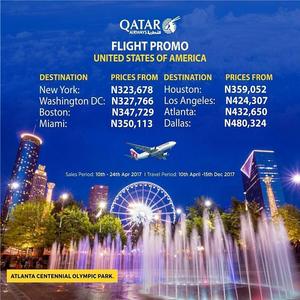 QATAR
AIRWAYS القطرية
FLIGHT PROMO
UNITED STATES OF AMERICA
DESTINATION PRICES FROM DESTINATION PRICES FROM
New York: N323,678 Houston: N359,052
Washington DC: N327,766 Los Angeles: N424,307
Boston: N347,729 Atlanta: N432,650
Miami: N350,113 Dallas: N480,324
Sales Period: 10th - 24th Apr 2017 I Travel Period: 10th April-15th Dec 2017
ATLANTA CENTENNIAL OLYMPIC PARK.